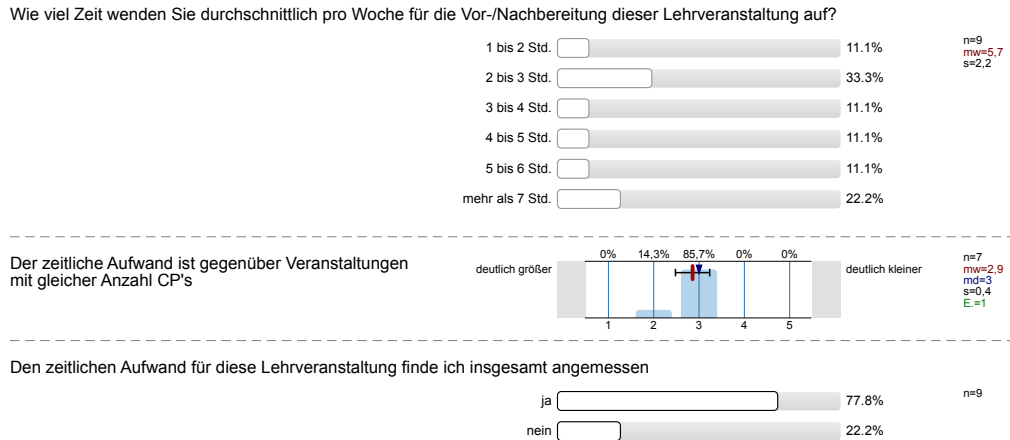 Wie viel Zeit wenden Sie durchschnittlich pro Woche für die Vor-/Nachbereitung dieser Lehrveranstaltung auf?
1 bis 2 Std. 11.1% n=9
mw=5,7
2 bis 3 Std. 33.3% s=2,2
3 bis 4 Std. 11.1%
4 bis 5 Std. 11.1%
5 bis 6 Std. 11.1%
mehr als 7 Std. 22.2%
Der zeitliche Aufwand ist gegenüber Veranstaltungen
mit gleicher Anzahl CP's
0% 14,3% 85,7% 0% 0%
deutlich größer deutlich kleiner
1 2 3 4 5
n=7
mw=2,9
md=3
s=0,4
E.=1
Den zeitlichen Aufwand für diese Lehrveranstaltung finde ich insgesamt angemessen
ja 77.8% n=9
nein 22.2%